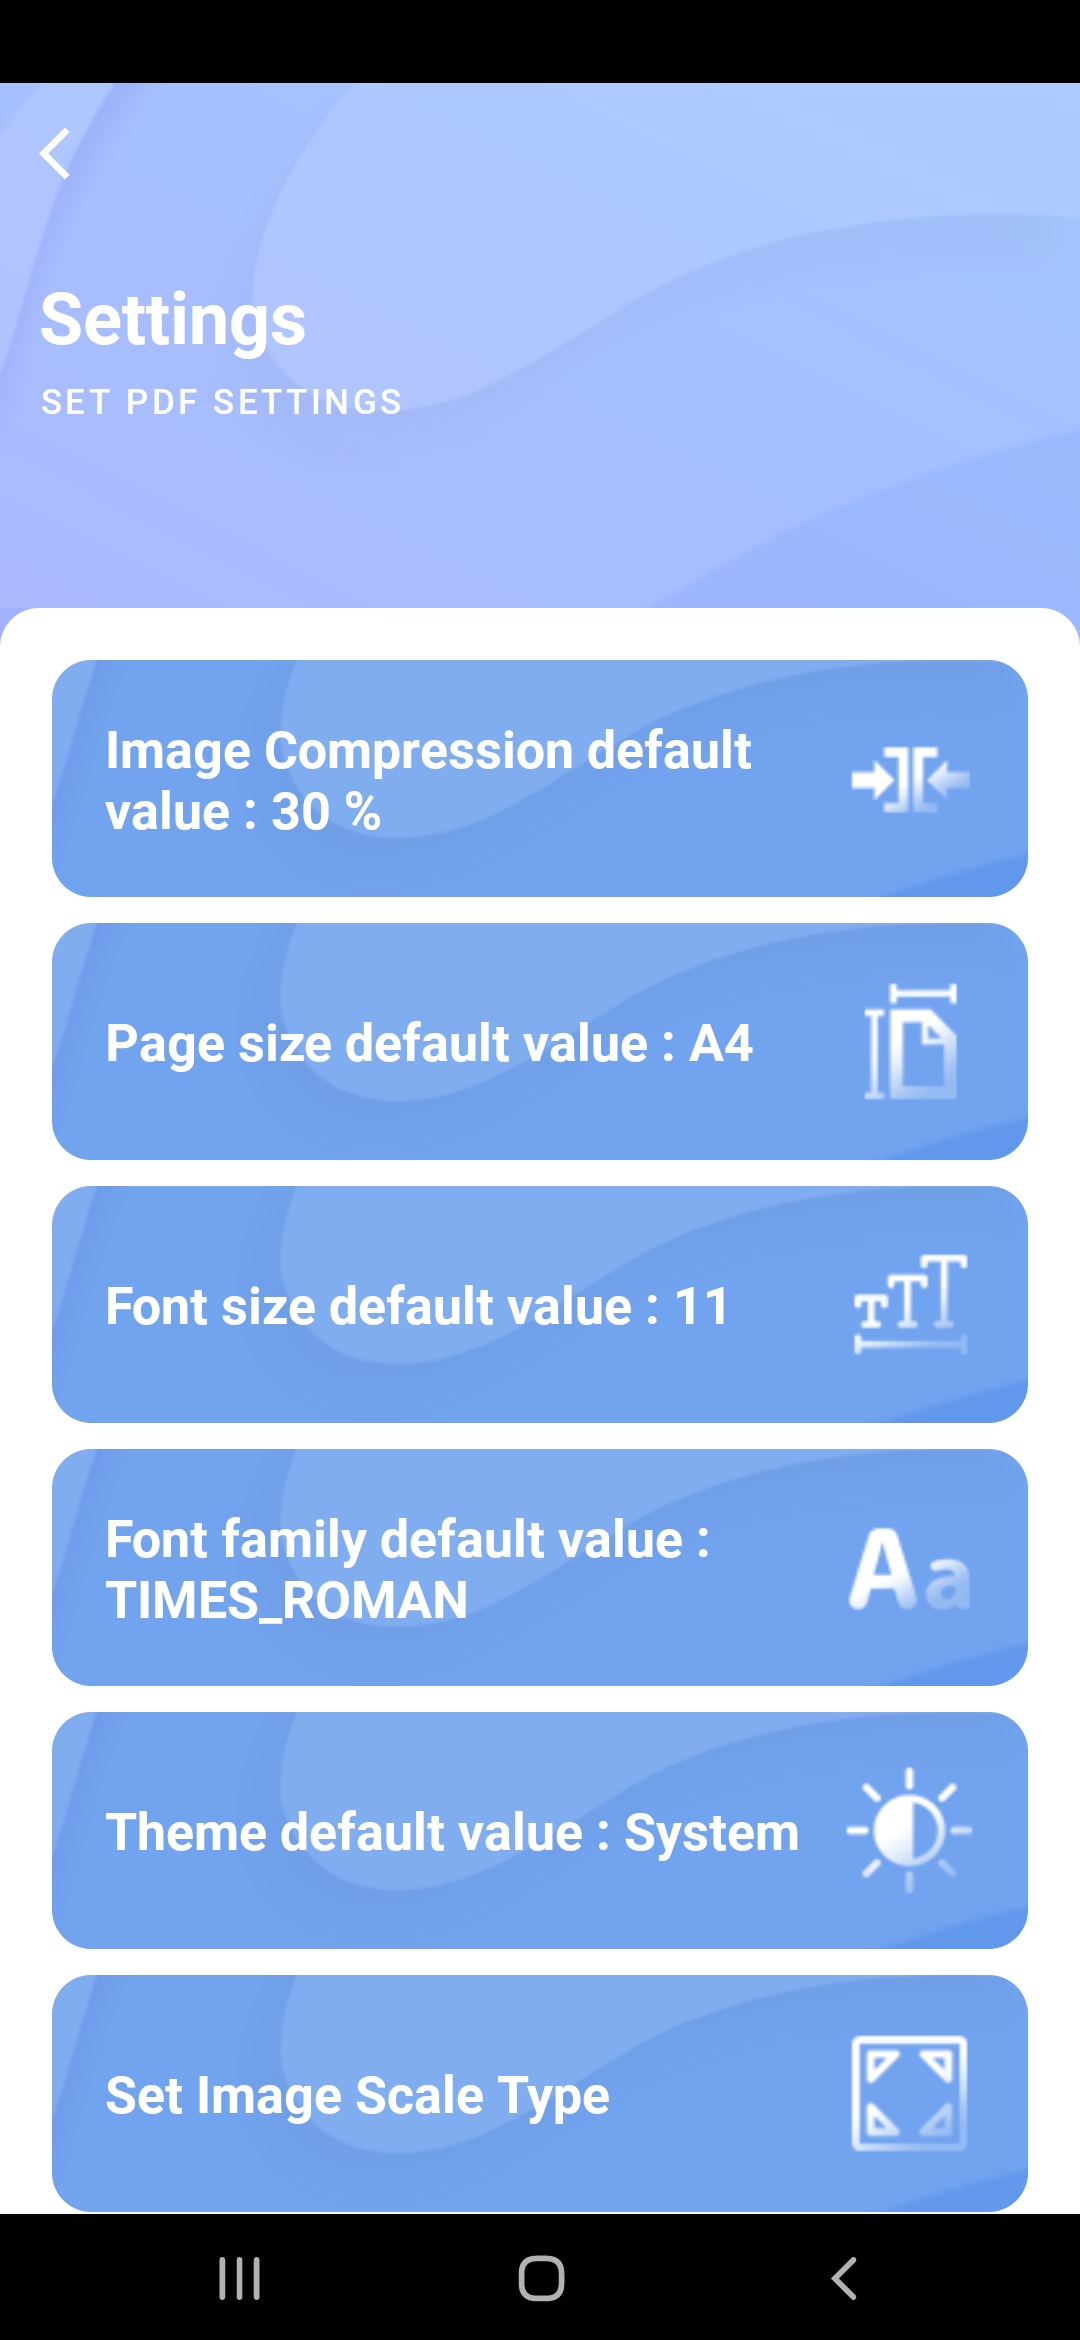 Settings
SET PDF SETTINGS
Image Compression default
value : 30 %
Page size default value : A4
Font size default value : 11
Font family default value :
TIMES_ROMAN
Theme default value : System
Set Image Scale Type